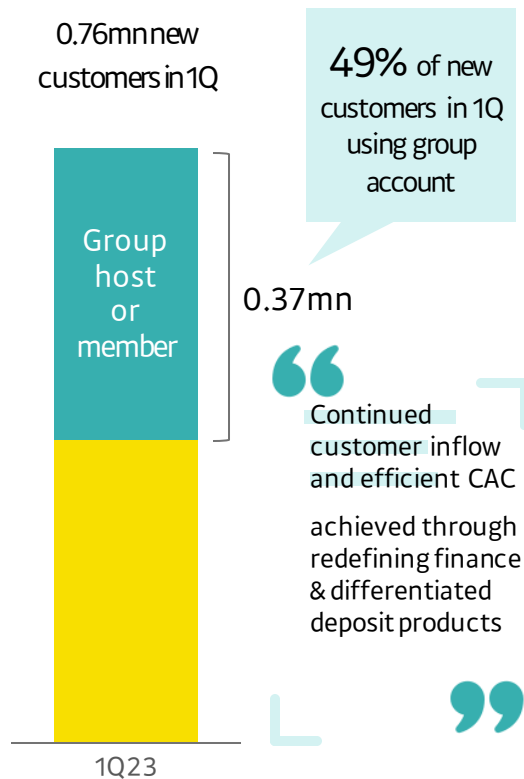 0.76mn new
customers in 1Q
49% of new
customers in 1Q
using group
account
Group
host
or
member
0.37mn
“
Continued
customer inflow
and efficient CAC
achieved through
redefining finance
& differentiated
deposit products
”
1Q23